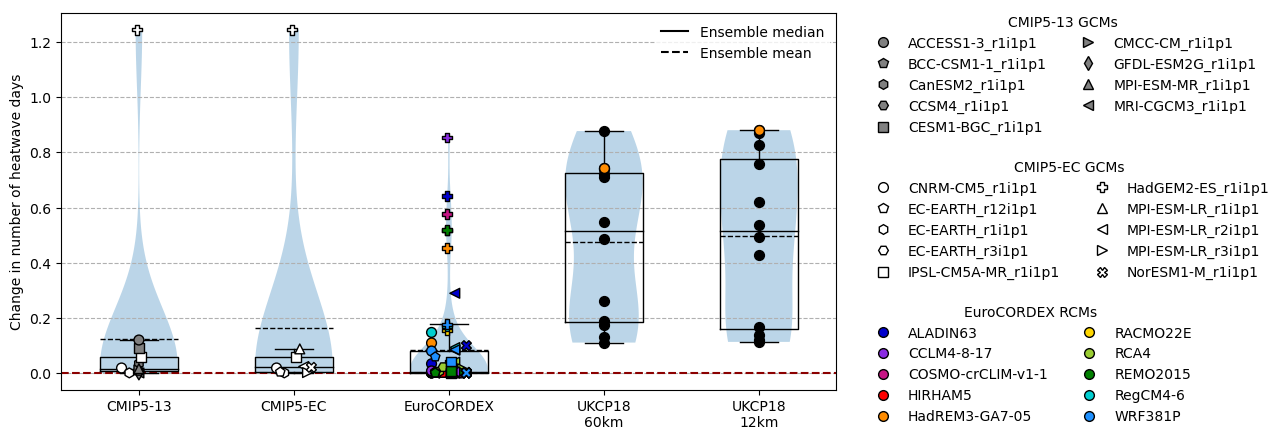 Change in number of heatwave days
1.2
1.0
0.8
0.6
0.4
0.2
0.0
Ensemble median
Ensemble mean
CMIP5-13
CMIP5-EC
EuroCORDEX
UKCP18
60km
UKCP18
12km
CMIP5-13 GCMs
ACCESS1-3_r1i1p1
BCC-CSM1-1_r1i1p1
CanESM2_r1i1p1
CCSM4_r1i1p1
CESM1-BGC_r1i1p1
CMCC-CM_r1i1p1
GFDL-ESM2G_r1i1p1
MPI-ESM-MR_r1i1p1
MRI-CGCM3_r1i1p1
CMIP5-EC GCMs
CNRM-CM5_r1i1p1
EC-EARTH_r12i1p1
EC-EARTH_r1i1p1
EC-EARTH_r3i1p1
IPSL-CM5A-MR_r1i1p1
HadGEM2-ES_r1i1p1
MPI-ESM-LR_r1i1p1
MPI-ESM-LR_r2i1p1
MPI-ESM-LR_r3i1p1
NorESM1-M_r1i1p1
EuroCORDEX RCMs
ALADIN63
CCLM4-8-17
COSMO-crCLIM-v1-1
HIRHAM5
HadREM3-GA7-05
RACMO22E
RCA4
REMO2015
RegCM4-6
WRF381P